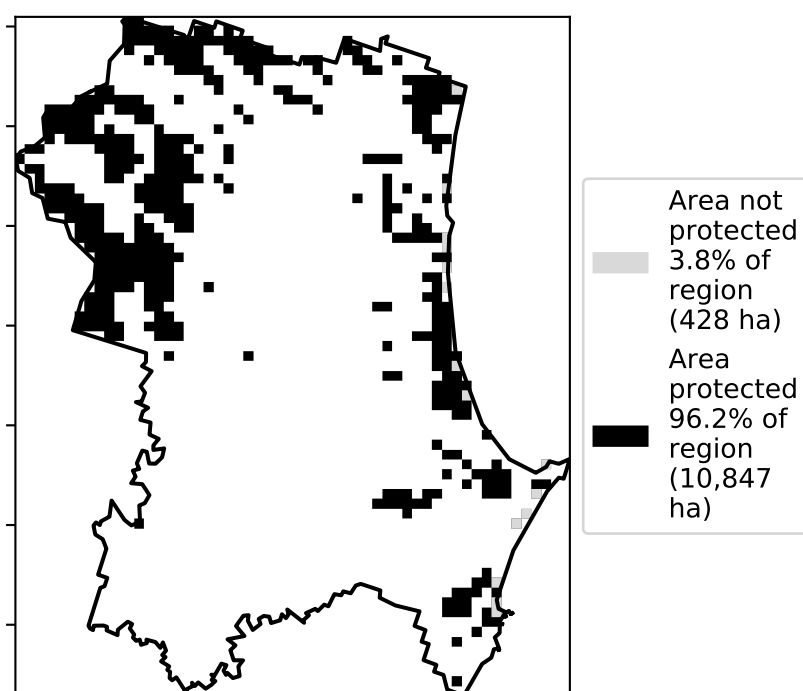 Area not
protected
3.8% of
region
(428 ha)
Area
protected
96.2% of
region
(10,847
ha)